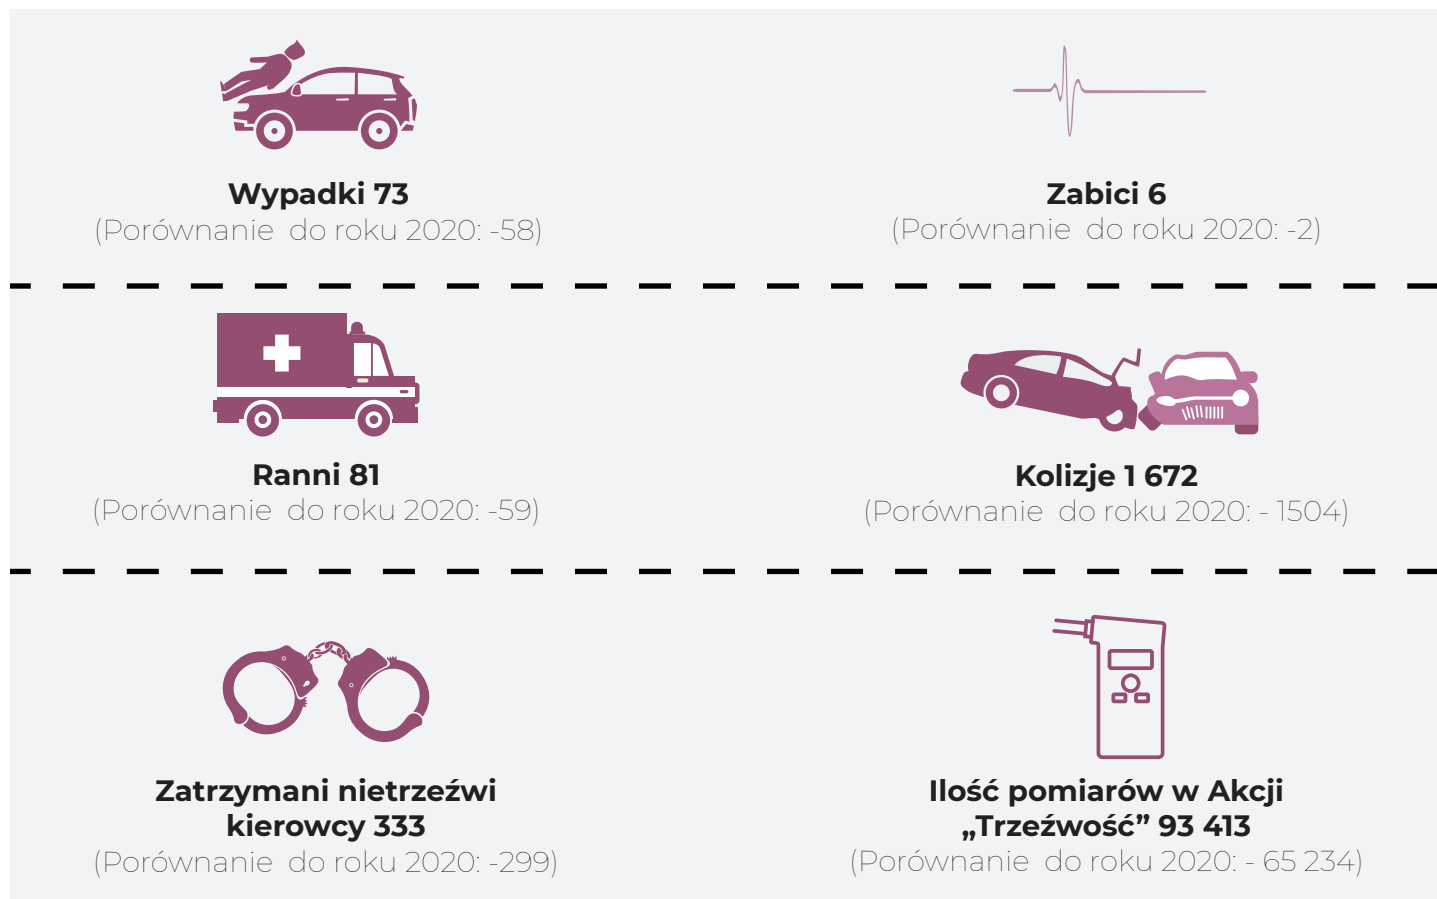 Wypadki 73
(Porównanie do roku 2020: -58)
Zabici 6
(Porównanie do roku 2020: -2)
Ranni 81
(Porównanie do roku 2020: -59)
Kolizje 1 672
(Porównanie do roku 2020: - 1504)
Zatrzymani nietrzeźwi
kierowcy 333
(Porównanie do roku 2020: -299)
Ilość pomiarów w Akcji
„Trzeźwość” 93 413
(Porównanie do roku 2020: - 65 234)